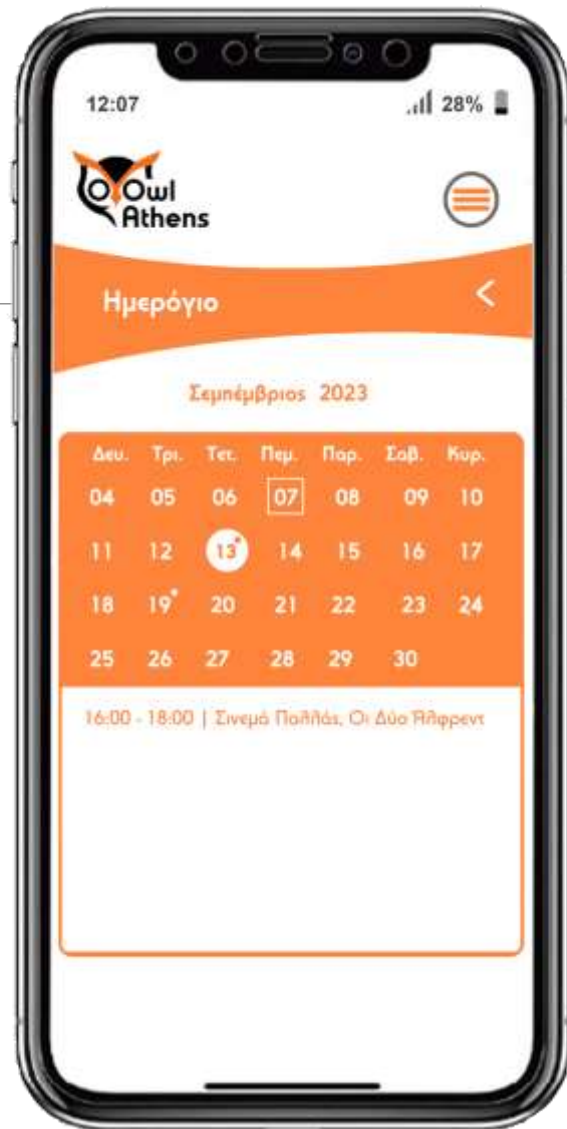 12:07 28%
Owl
Athens
Ημερόγιο <
Σεμπέμβριος 2023
Δευ. Τρι. Τετ. Πεμ. Παρ. Σαβ. Κυρ.
04 05 06 07 08 09 10
11 12 13* 14 15 16 17
18 19* 20 21 22 23 24
25 26 27 28 29 30
16:00 - 18:00 | Σινεμά Παλλάς, Οι Δύο Άλφρεντ